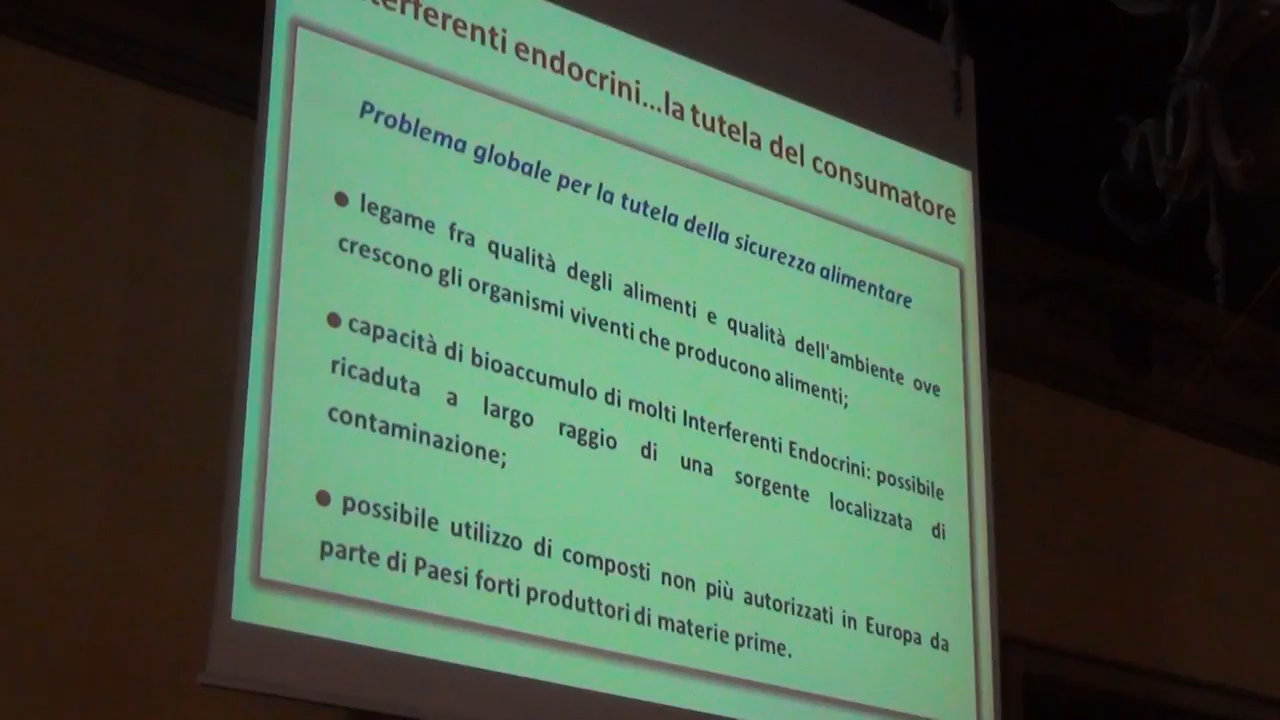 terferenti endocrini...la tutela del consumatore
Problema globale per la tutela della sicurezza alimentare
● legame fra qualità degli alimenti e qualità dell'ambiente ove
crescono gli organismi viventi che producono alimenti;
● capacità di bioaccumulo di molti Interferenti Endocrini: possibile
ricaduta a largo raggio di una sorgente localizzata di
contaminazione;
● possibile utilizzo di composti non più autorizzati in Europa da
parte di Paesi forti produttori di materie prime.